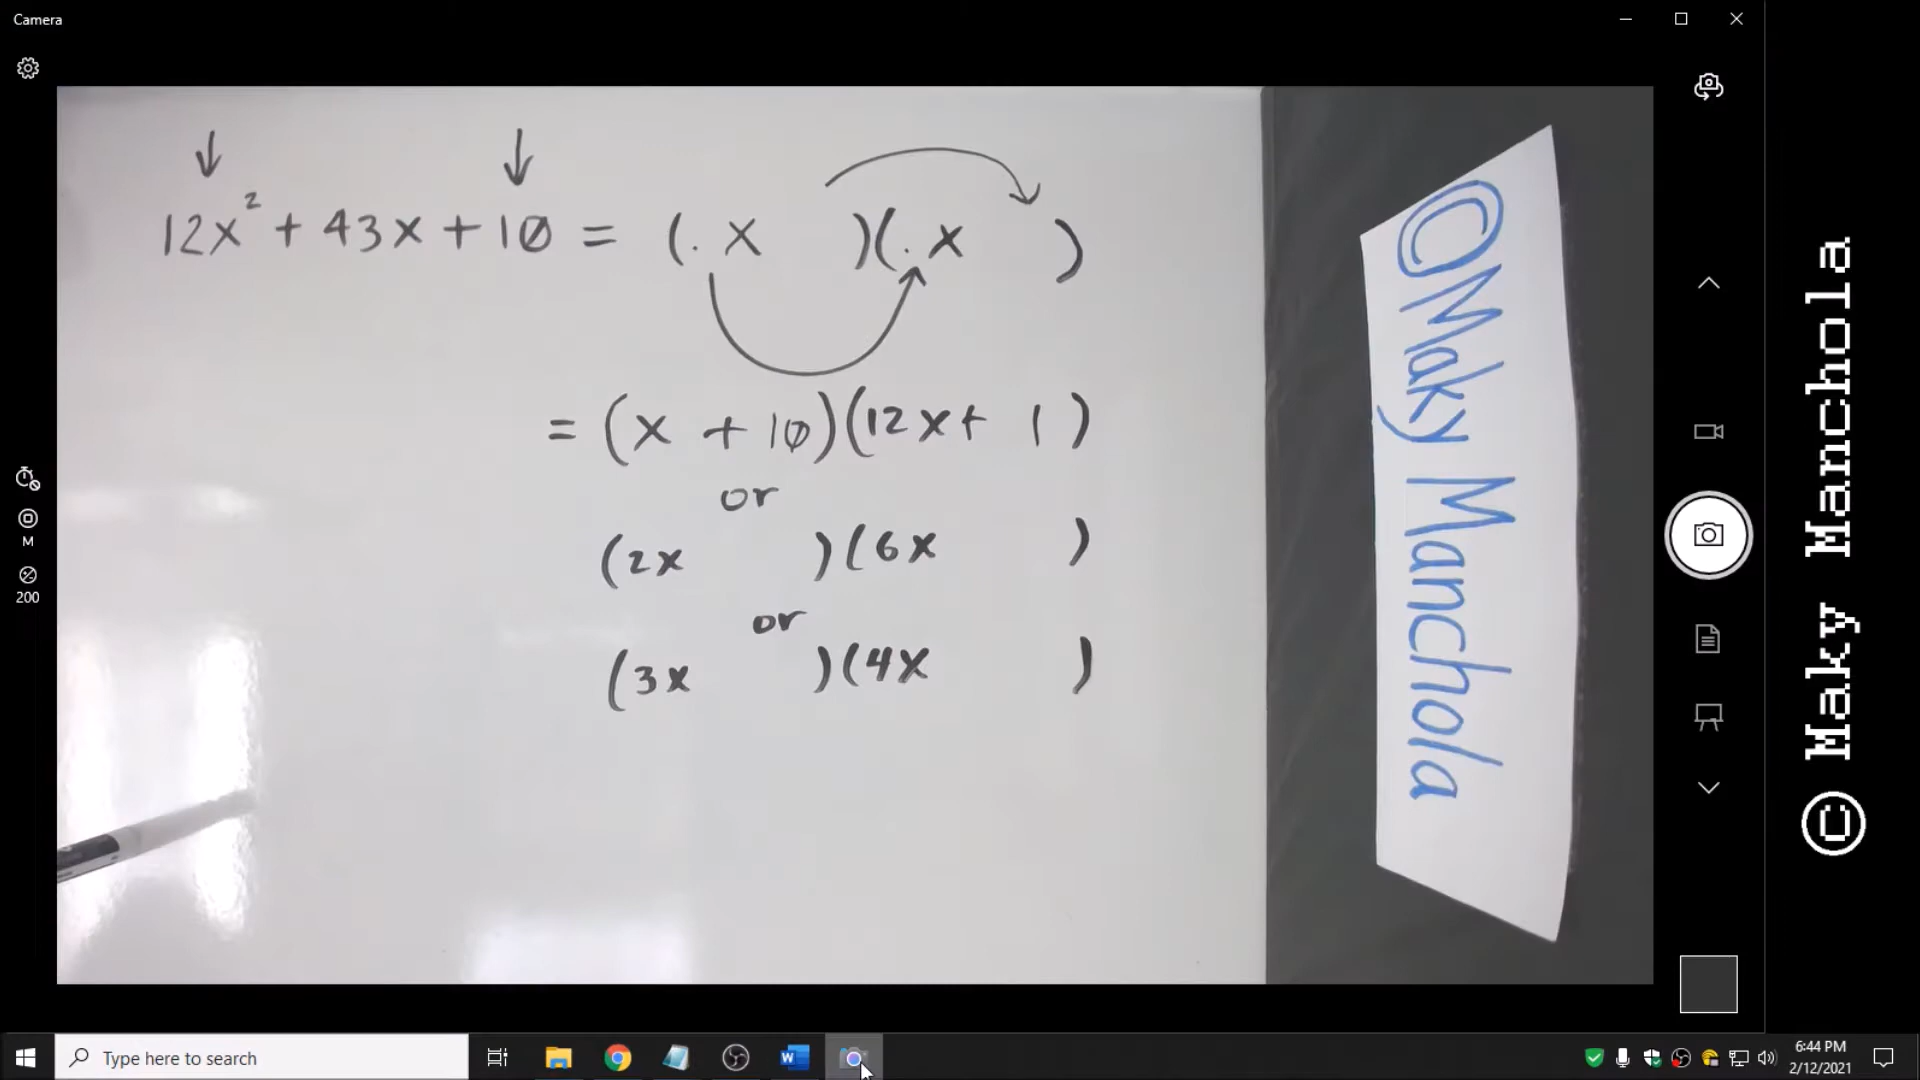 Camera
12x² + 43x + 10 = (. x )(. x )
= (x + 10)(12x + 1)
or
(2x )(6x )
or
(3x )(4x )
©Maky Manchola
© Maky Manchola
M
200
Type here to search
6:44 PM
2/12/2021